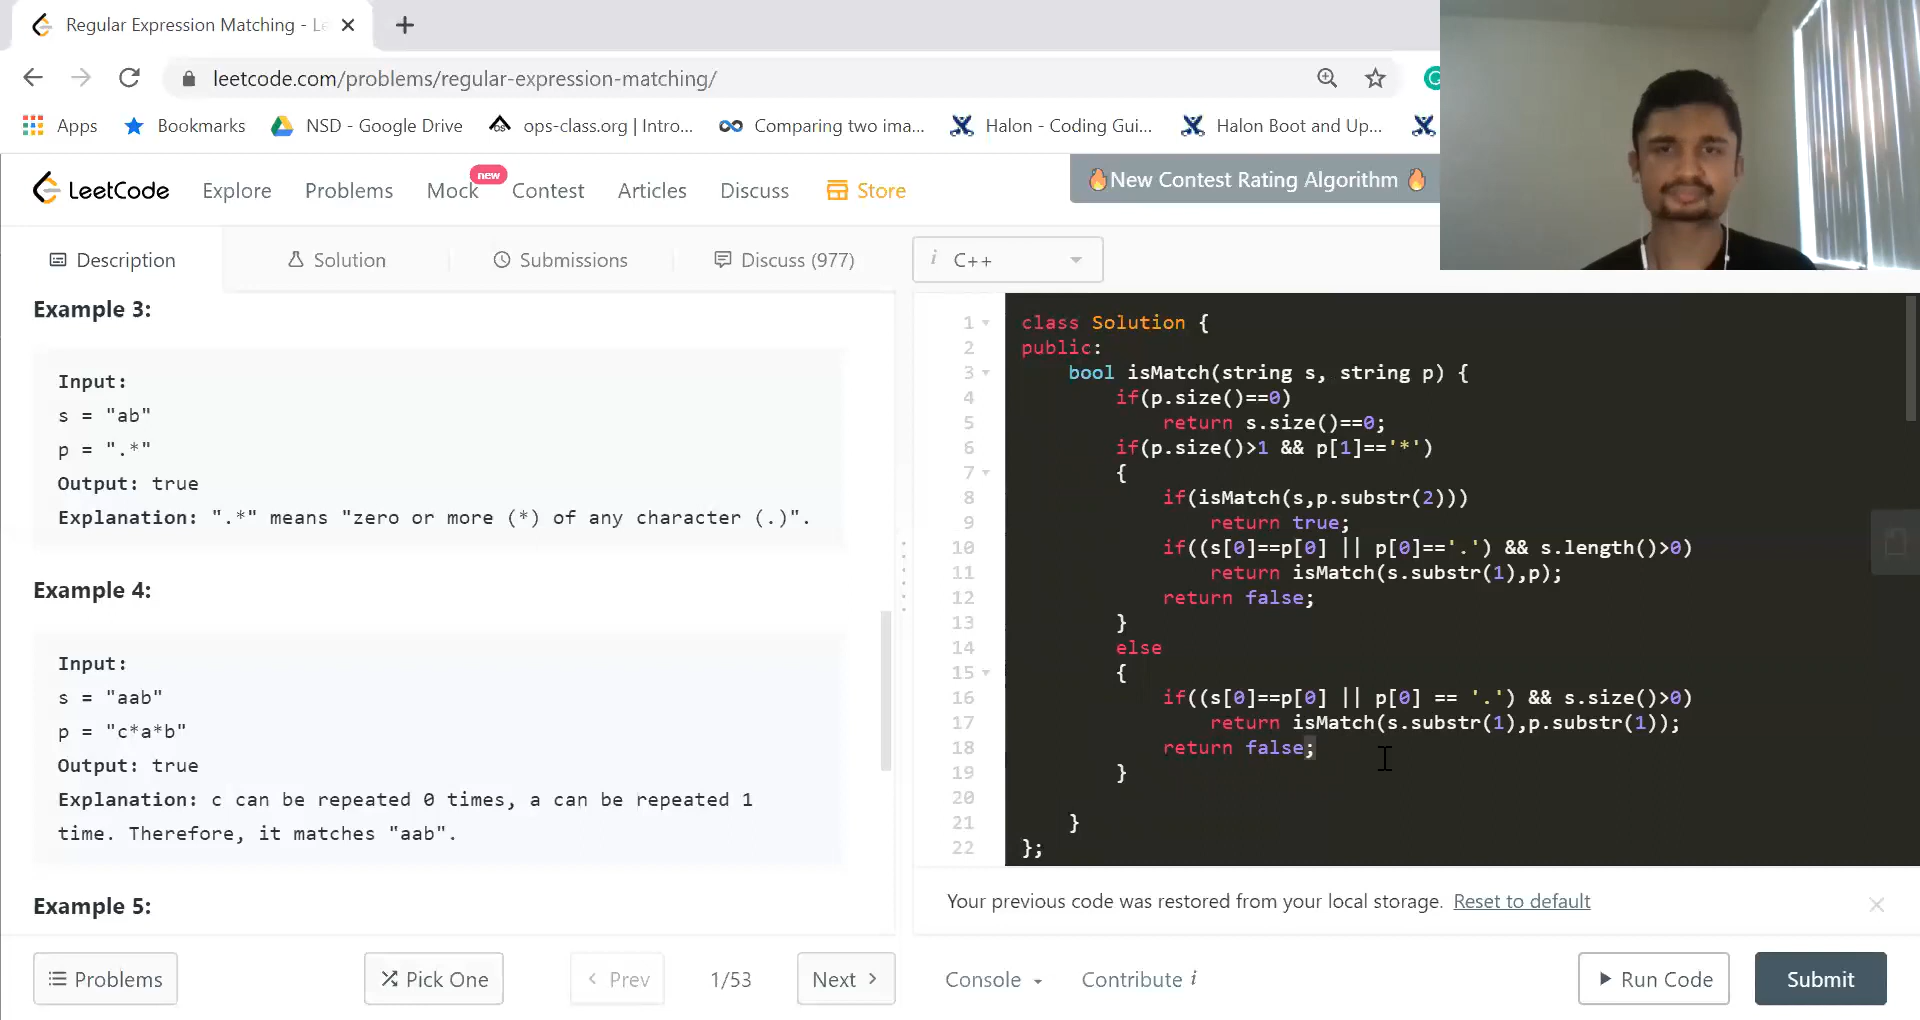 Regular Expression Matching - Le
leetcode.com/problems/regular-expression-matching/
Apps
Bookmarks
NSD - Google Drive
ops-class.org | Intro...
Comparing two ima...
Halon - Coding Gui...
Halon Boot and Up...
LeetCode
Explore
Problems
Mock
new
Contest
Articles
Discuss
Store
🔥New Contest Rating Algorithm 🔥
Description
Solution
Submissions
Discuss (977)
i C++
Example 3:
Input:
s = "ab"
p = ".*"
Output: true
Explanation: ".*" means "zero or more (*) of any character (.)".
Example 4:
Input:
s = "aab"
p = "c*a*b"
Output: true
Explanation: c can be repeated 0 times, a can be repeated 1
time. Therefore, it matches "aab".
Example 5:
1 class Solution {
2 public:
3 bool isMatch(string s, string p) {
4 if(p.size()==0)
5 return s.size()==0;
6 if(p.size()>1 && p[1]=='*')
7 {
8 if(isMatch(s,p.substr(2)))
9 return true;
10 if((s[0]==p[0] || p[0]=='.') && s.length()>0)
11 return isMatch(s.substr(1),p);
12 return false;
13 }
14 else
15 {
16 if((s[0]==p[0] || p[0] == '.') && s.size()>0)
17 return isMatch(s.substr(1),p.substr(1));
18 return false;
19 }
20
21 }
22 };
Your previous code was restored from your local storage. Reset to default
Problems
Pick One
< Prev
1/53
Next >
Console
Contribute i
Run Code
Submit